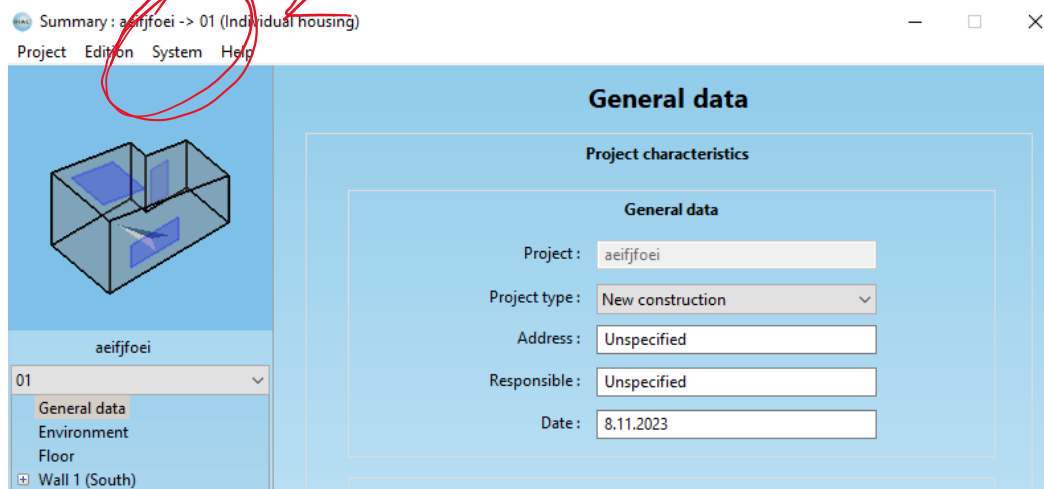 Summary : aeifjfoei -> 01 (Individual housing)
Project Edition System Help
General data
Project characteristics
General data
Project : aeifjfoei
Project type : New construction
Address : Unspecified
Responsible : Unspecified
Date : 8.11.2023
aeifjfoei
01
General data
Environment
Floor
Wall 1 (South)